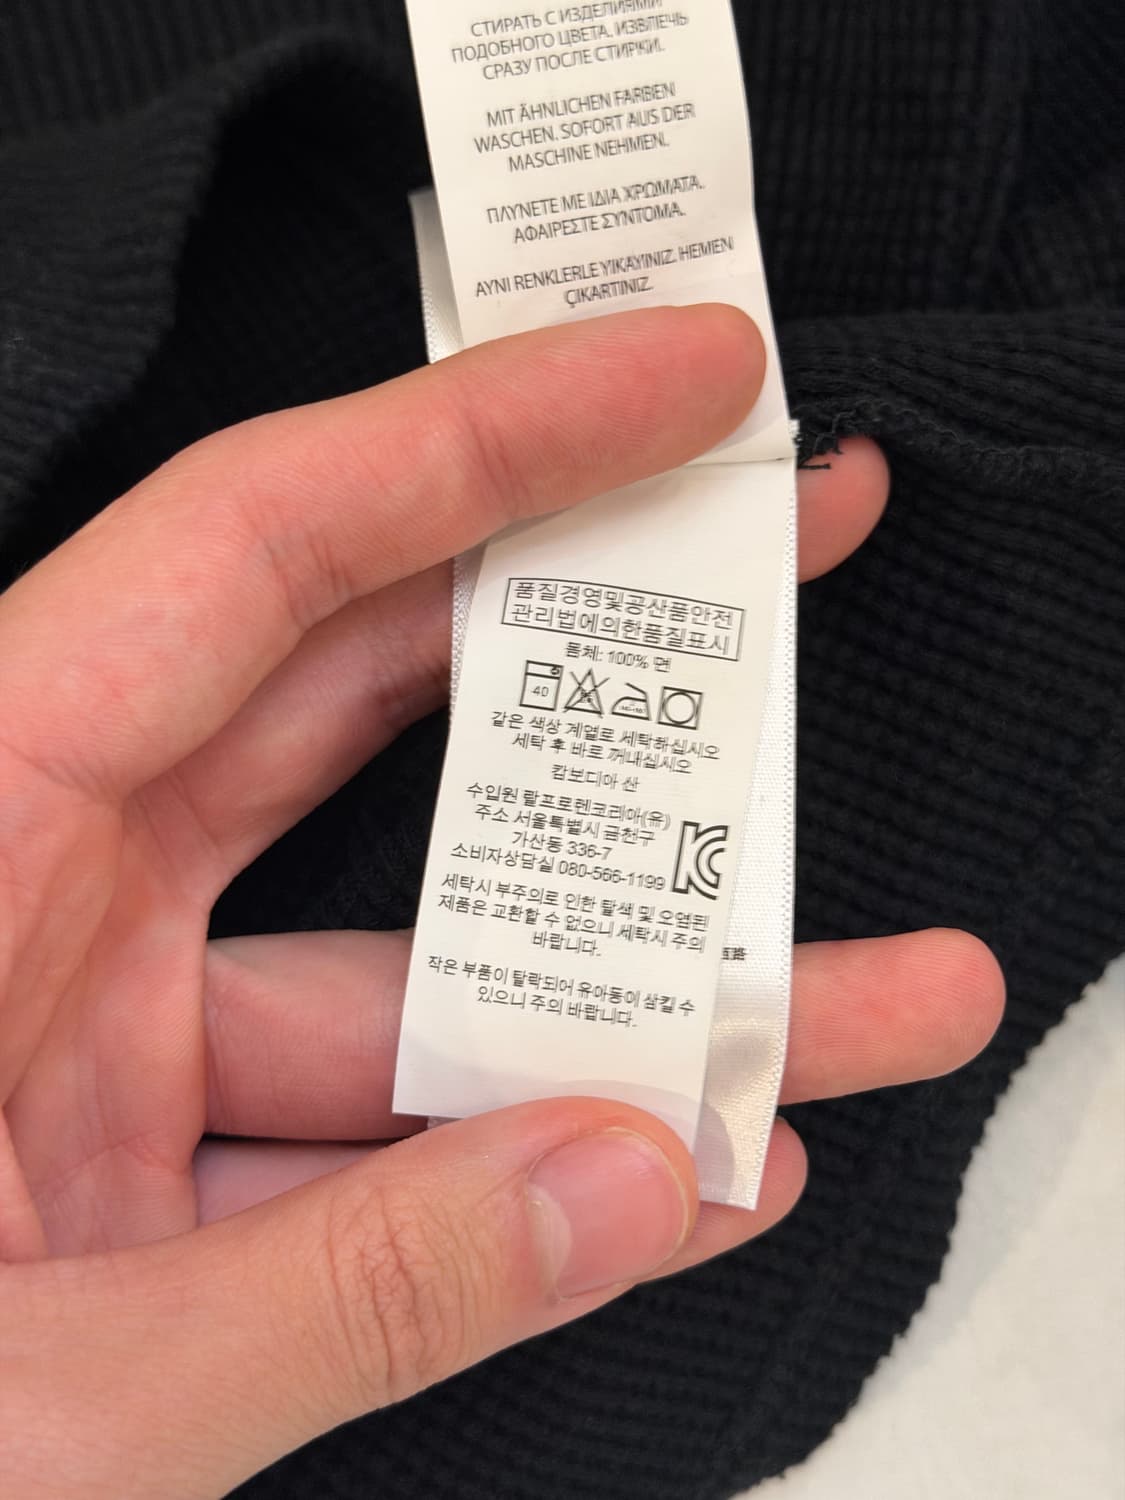 СТИРАТЬ С ИЗДЕЛИЯМИ
ПОДОБНОГО ЦВЕТА. ИЗВЛЕЧЬ
СРАЗУ ПОСЛЕ СТИРКИ.
MIT ÄHNLICHEN FARBEN
WASCHEN. SOFORT AUS DER
MASCHINE NEHMEN.
ΠΛΥΝΕΤΕ ΜΕ ΙΔΙΑ ΧΡΩΜΑΤΑ.
ΑΦΑΙΡΕΣΤΕ ΣΥΝΤΟΜΑ.
AYNI RENKLERLE YIKAYINIZ. HEMEN
ÇIKARTINIZ.
품질경영및공산품안전
관리법에의한품질표시
몸체: 100% 면
40
같은 색상 계열로 세탁하십시오
세탁 후 바로 꺼내십시오
캄보디아 산
수입원 랄프로렌코리아(유)
주소 서울특별시 금천구
가산동 336-7
소비자상담실 080-566-1199
세탁시 부주의로 인한 탈색 및 오염된
제품은 교환할 수 없으니 세탁시 주의
바랍니다.
작은 부품이 탈락되어 유아동이 삼킬 수
있으니 주의 바랍니다.